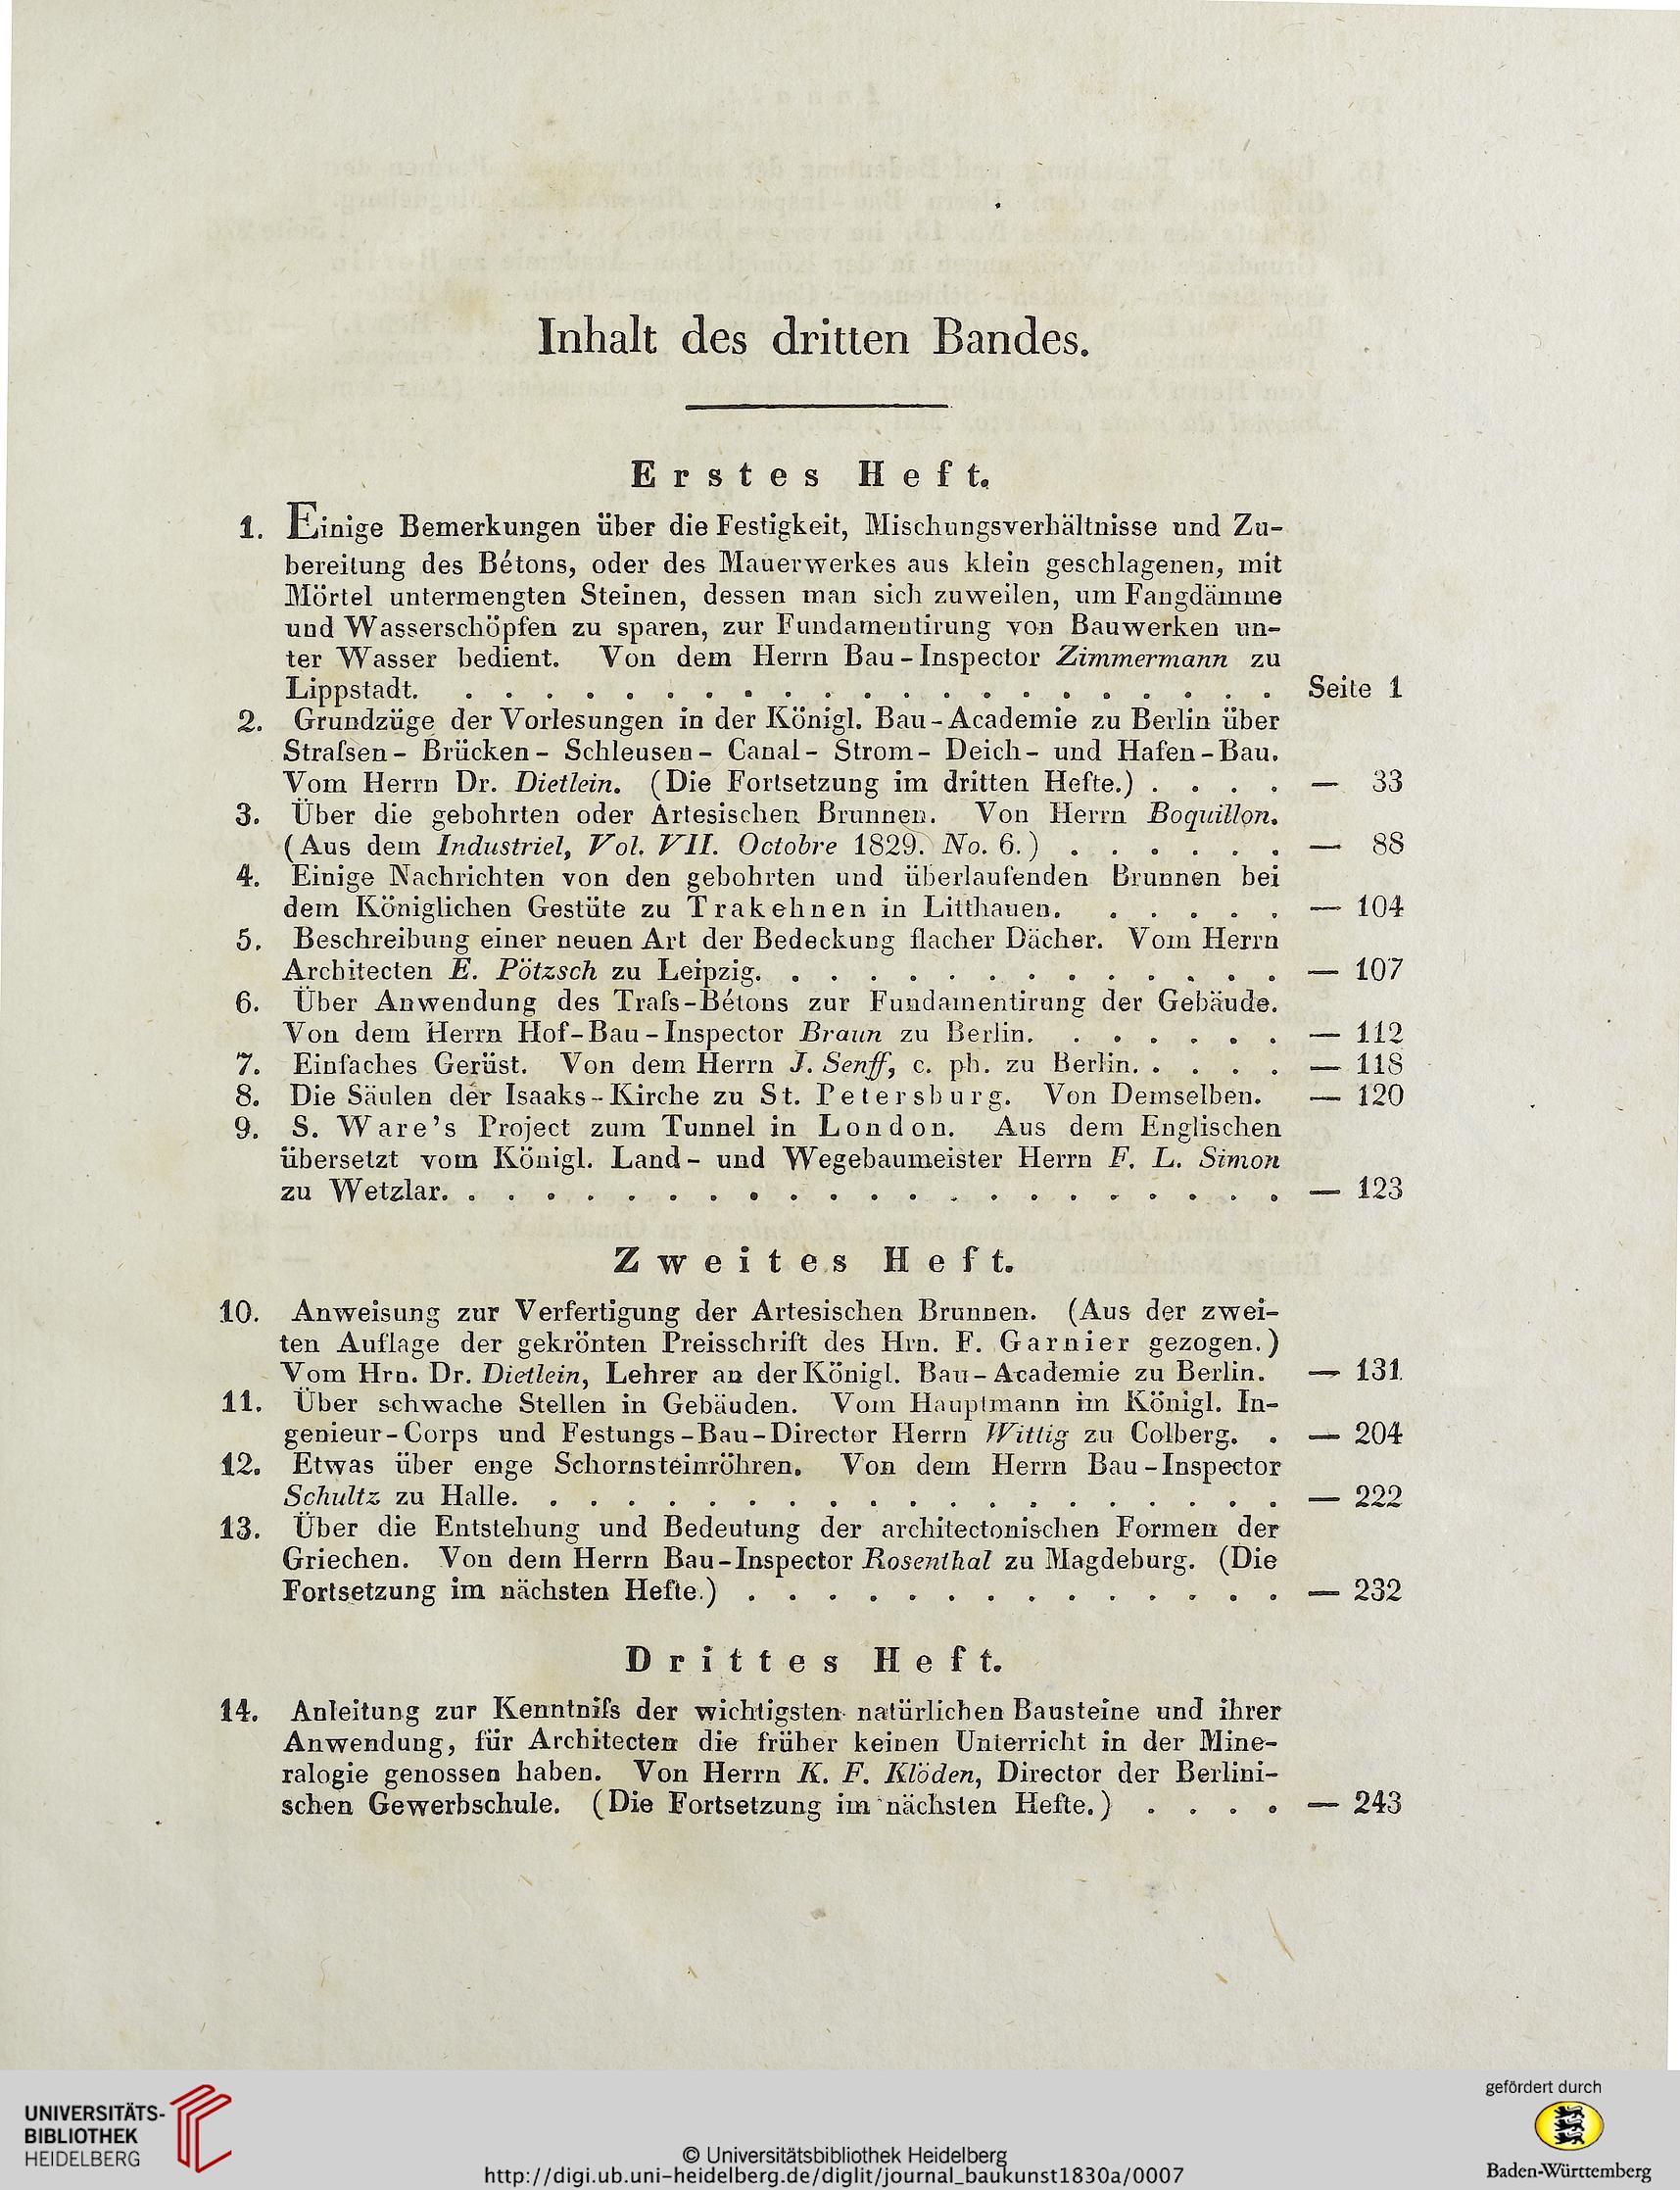 Inhalt des dritten Bandes.
Erstes Heft.
1. Einige Bemerkungen über die Festigkeit, Mischungsverhältnisse und Zu-
bereitung des Bétons, oder des Mauerwerkes aus klein geschlagenen, mit
Mörtel untermengten Steinen, dessen man sich zuweilen, um Fangdämme
und Wasserschöpfen zu sparen, zur Fundamentirung von Bauwerken un-
ter Wasser bedient. Von dem Herrn Bau-Inspector Zimmermann zu
Lippstadt. . . . . . . . . . . . . . . . . . . . . . Seite 1
2. Grundzüge der Vorlesungen in der Königl. Bau-Academie zu Berlin über
Straſsen- Brücken- Schleusen- Canal- Strom- Deich- und Hafen-Bau.
Vom Herrn Dr. Dietlein. (Die Fortsetzung im dritten Hefte.) . . . . — 33
3. Über die gebohrten oder Artesischen Brunnen. Von Herrn Boquillon.
(Aus dem Industriel, Vol. VII. Octobre 1829. No. 6.) . . . . . . — 88
4. Einige Nachrichten von den gebohrten und überlaufenden Brunnen bei
dem Königlichen Gestüte zu Trakehnen in Litthauen. . . . . . — 104
5. Beschreibung einer neuen Art der Bedeckung flacher Dächer. Vom Herrn
Architecten E. Pötzsch zu Leipzig. . . . . . . . . . . . . . — 107
6. Über Anwendung des Traſs-Bétons zur Fundamentirung der Gebäude.
Von dem Herrn Hof-Bau-Inspector Braun zu Berlin. . . . . . . — 112
7. Einfaches Gerüst. Von dem Herrn J. Senff, c. ph. zu Berlin. . . . . — 118
8. Die Säulen der Isaaks-Kirche zu St. Petersburg. Von Demselben. — 120
9. S. Ware's Project zum Tunnel in London. Aus dem Englischen
übersetzt vom Königl. Land- und Wegebaumeister Herrn F. L. Simon
zu Wetzlar. . . . . . . . . . . . . . . . . . . . . . — 123
Zweites Heft.
10. Anweisung zur Verfertigung der Artesischen Brunnen. (Aus der zwei-
ten Auflage der gekrönten Preisschrift des Hrn. F. Garnier gezogen.)
Vom Hrn. Dr. Dietlein, Lehrer an der Königl. Bau-Academie zu Berlin. — 131
11. Über schwache Stellen in Gebäuden. Vom Hauptmann im Königl. In-
genieur-Corps und Festungs-Bau-Director Herrn Wittig zu Colberg. . — 204
12. Etwas über enge Schornsteinröhren. Von dem Herrn Bau-Inspector
Schultz zu Halle. . . . . . . . . . . . . . . . . . . . — 222
13. Über die Entstehung und Bedeutung der architectonischen Formen der
Griechen. Von dem Herrn Bau-Inspector Rosenthal zu Magdeburg. (Die
Fortsetzung im nächsten Hefte.) . . . . . . . . . . . . . . — 232
Drittes Heft.
14. Anleitung zur Kenntniſs der wichtigsten natürlichen Bausteine und ihrer
Anwendung, für Architecten die früher keinen Unterricht in der Mine-
ralogie genossen haben. Von Herrn K. F. Klöden, Director der Berlini-
schen Gewerbschule. (Die Fortsetzung im nächsten Hefte.) . . . . — 243
UNIVERSITÄTS-
BIBLIOTHEK
HEIDELBERG
© Universitätsbibliothek Heidelberg
http://digi.ub.uni-heidelberg.de/diglit/journal_baukunst1830a/0007
gefördert durch
Baden-Württemberg